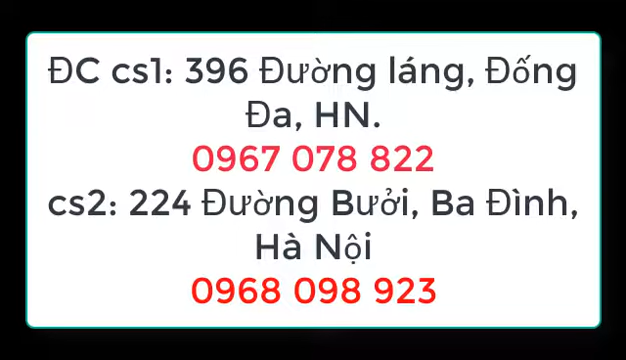 ĐC cs1: 396 Đường láng, Đống
Đa, HN.
0967 078 822
cs2: 224 Đường Bưởi, Ba Đình,
Hà Nội
0968 098 923